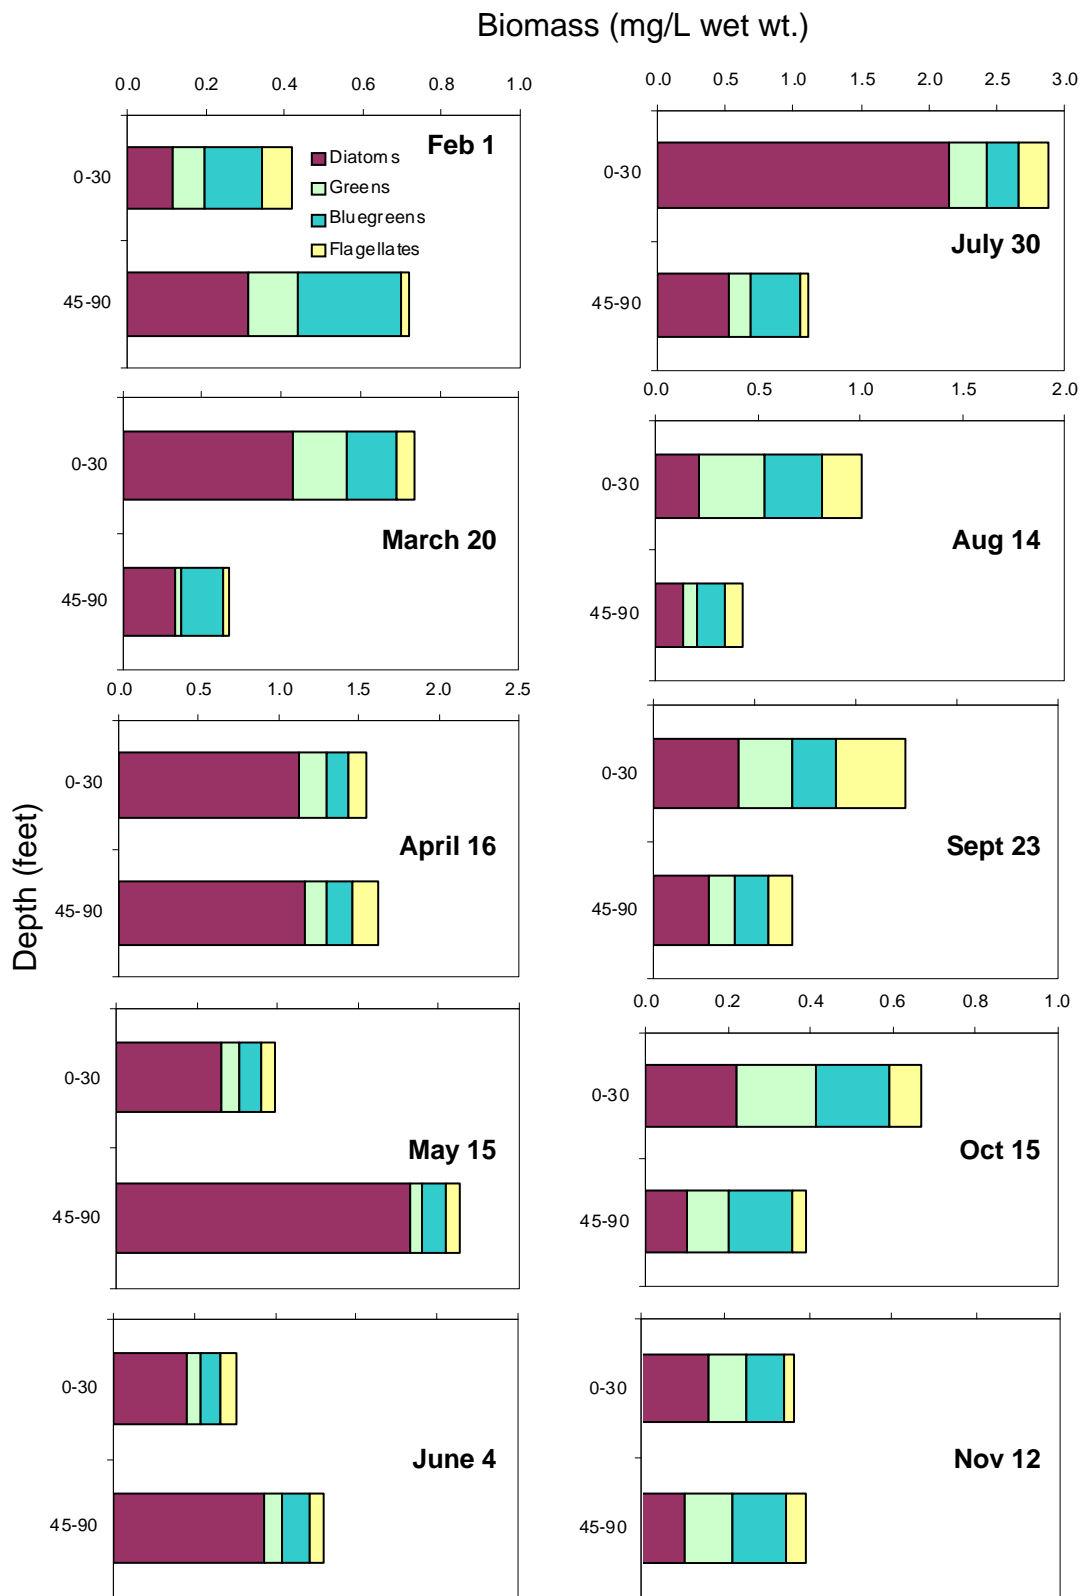 Biomass (mg/L wet wt.)
0.0 0.2 0.4 0.6 0.8 1.0
Feb 1
Diatoms
Greens
Bluegreens
Flagellates
0-30
45-90
0-30
March 20
45-90
0.0 0.5 1.0 1.5 2.0 2.5
0-30
April 16
45-90
Depth (feet)
0-30
May 15
45-90
0-30
June 4
45-90
0.0 0.5 1.0 1.5 2.0 2.5 3.0
0-30
July 30
45-90
0.0 0.5 1.0 1.5 2.0
0-30
Aug 14
45-90
0-30
Sept 23
45-90
0.0 0.2 0.4 0.6 0.8 1.0
0-30
Oct 15
45-90
0-30
Nov 12
45-90